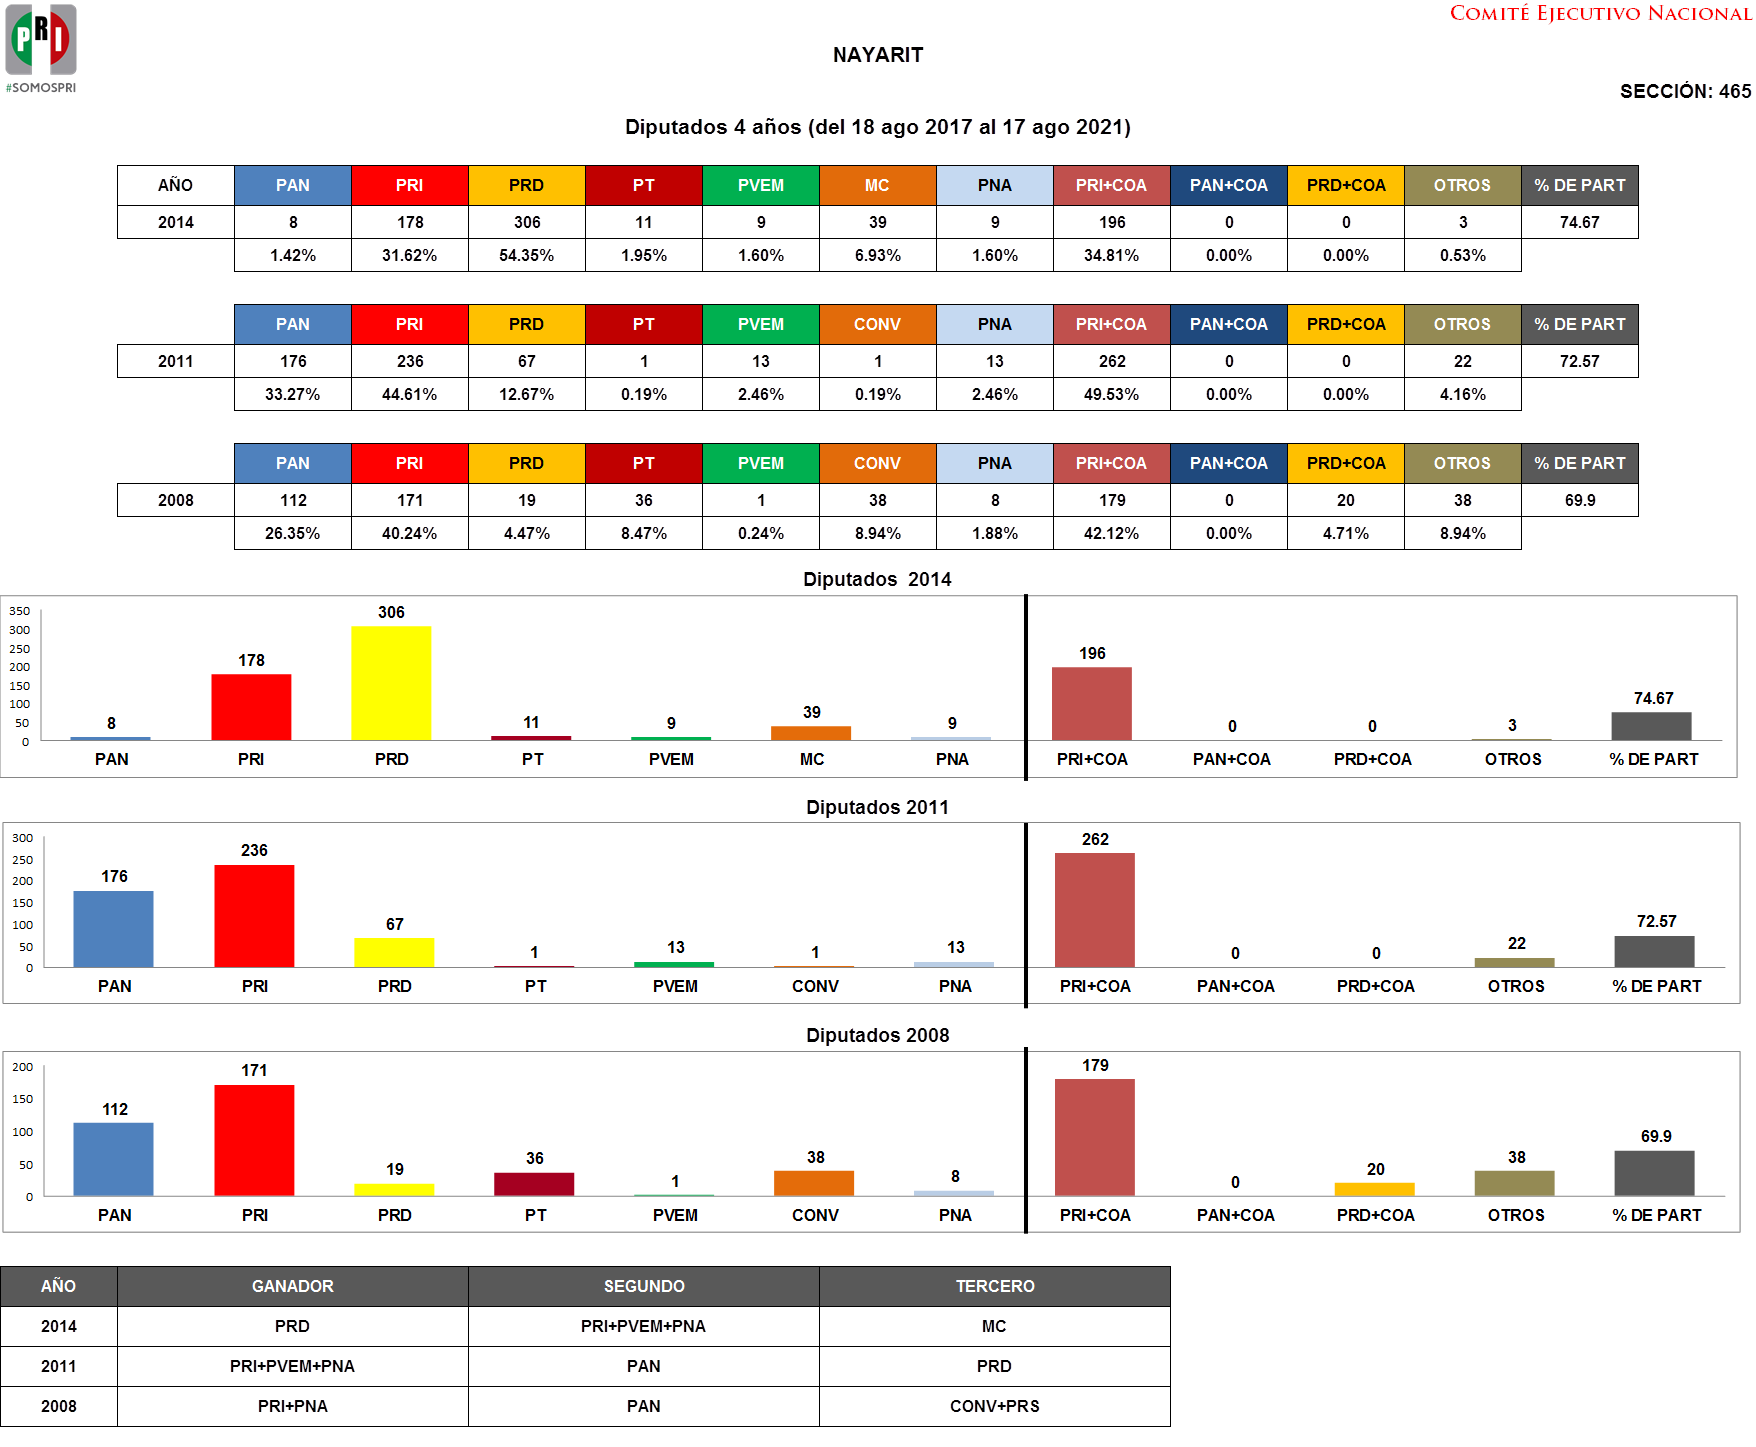 PRI
#SOMOSPRI
COMITÉ EJECUTIVO NACIONAL
NAYARIT
SECCIÓN: 465
Diputados 4 años (del 18 ago 2017 al 17 ago 2021)
AÑO PAN PRI PRD PT PVEM MC PNA PRI+COA PAN+COA PRD+COA OTROS % DE PART
2014 8 178 306 11 9 39 9 196 0 0 3 74.67
1.42% 31.62% 54.35% 1.95% 1.60% 6.93% 1.60% 34.81% 0.00% 0.00% 0.53%
PAN PRI PRD PT PVEM CONV PNA PRI+COA PAN+COA PRD+COA OTROS % DE PART
2011 176 236 67 1 13 1 13 262 0 0 22 72.57
33.27% 44.61% 12.67% 0.19% 2.46% 0.19% 2.46% 49.53% 0.00% 0.00% 4.16%
PAN PRI PRD PT PVEM CONV PNA PRI+COA PAN+COA PRD+COA OTROS % DE PART
2008 112 171 19 36 1 38 8 179 0 20 38 69.9
26.35% 40.24% 4.47% 8.47% 0.24% 8.94% 1.88% 42.12% 0.00% 4.71% 8.94%
Diputados 2014
350
300
250
200
150
100
50
0
8 178 306 11 9 39 9 196 0 0 3 74.67
PAN PRI PRD PT PVEM MC PNA PRI+COA PAN+COA PRD+COA OTROS % DE PART
Diputados 2011
300
250
200
150
100
50
0
176 236 67 1 13 1 13 262 0 0 22 72.57
PAN PRI PRD PT PVEM CONV PNA PRI+COA PAN+COA PRD+COA OTROS % DE PART
Diputados 2008
200
150
100
50
0
112 171 19 36 1 38 8 179 0 20 38 69.9
PAN PRI PRD PT PVEM CONV PNA PRI+COA PAN+COA PRD+COA OTROS % DE PART
AÑO GANADOR SEGUNDO TERCERO
2014 PRD PRI+PVEM+PNA MC
2011 PRI+PVEM+PNA PAN PRD
2008 PRI+PNA PAN CONV+PRS